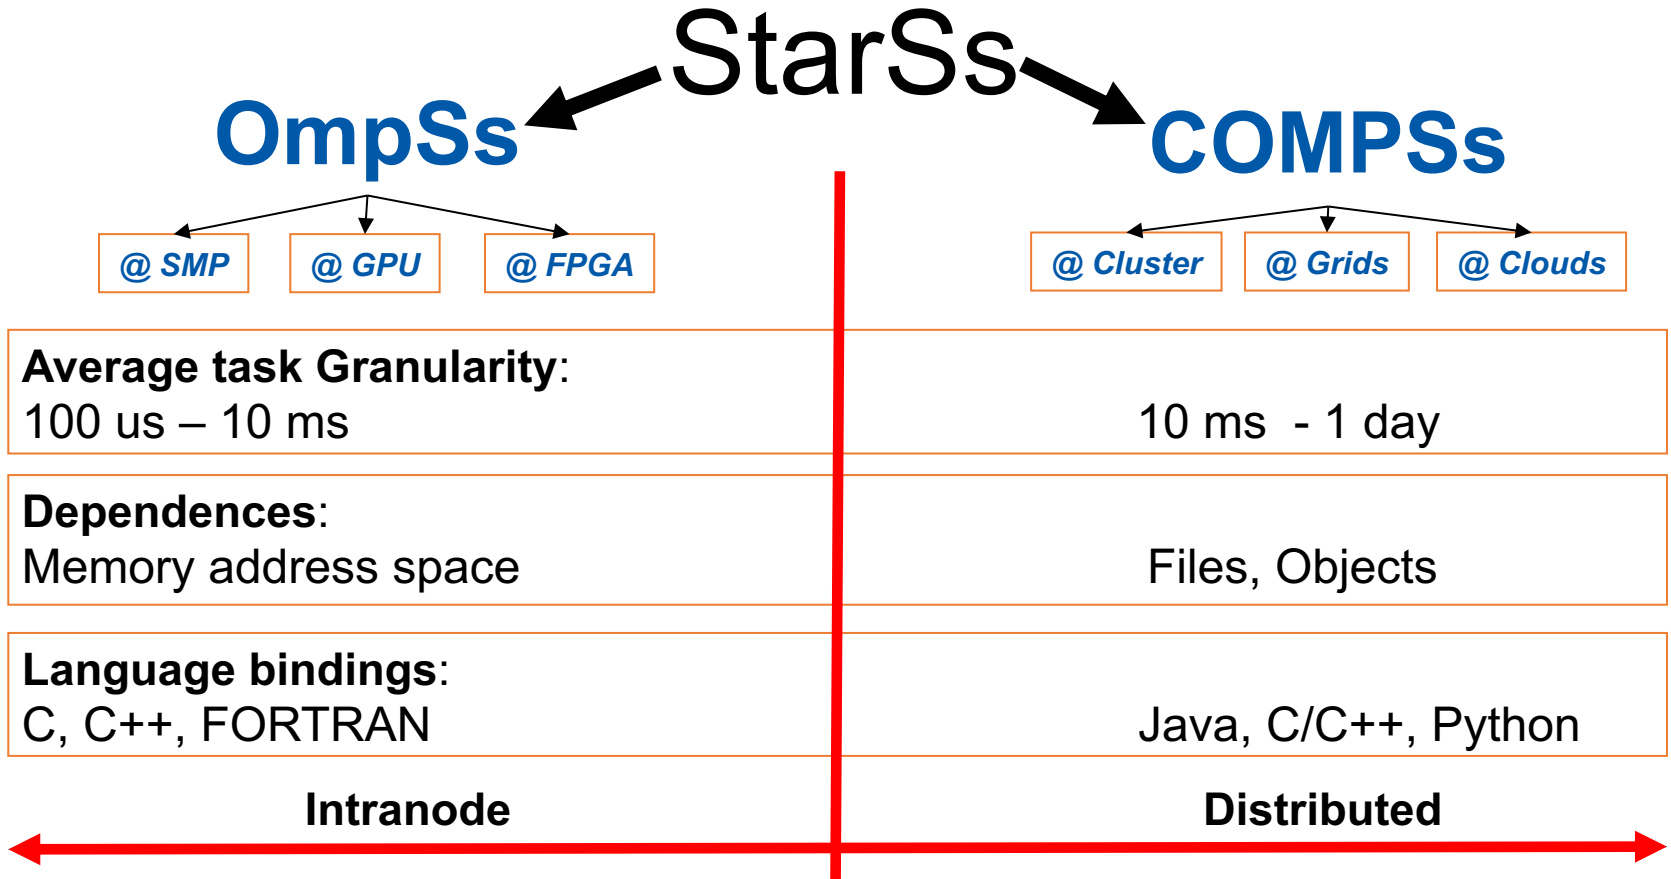 StarSs
OmpSs
COMPSs
@ SMP
@ GPU
@ FPGA
@ Cluster
@ Grids
@ Clouds
Average task Granularity:
100 us – 10 ms
10 ms  - 1 day
Dependences:
Memory address space
Files, Objects
Language bindings:
C, C++, FORTRAN
Java, C/C++, Python
Intranode
Distributed